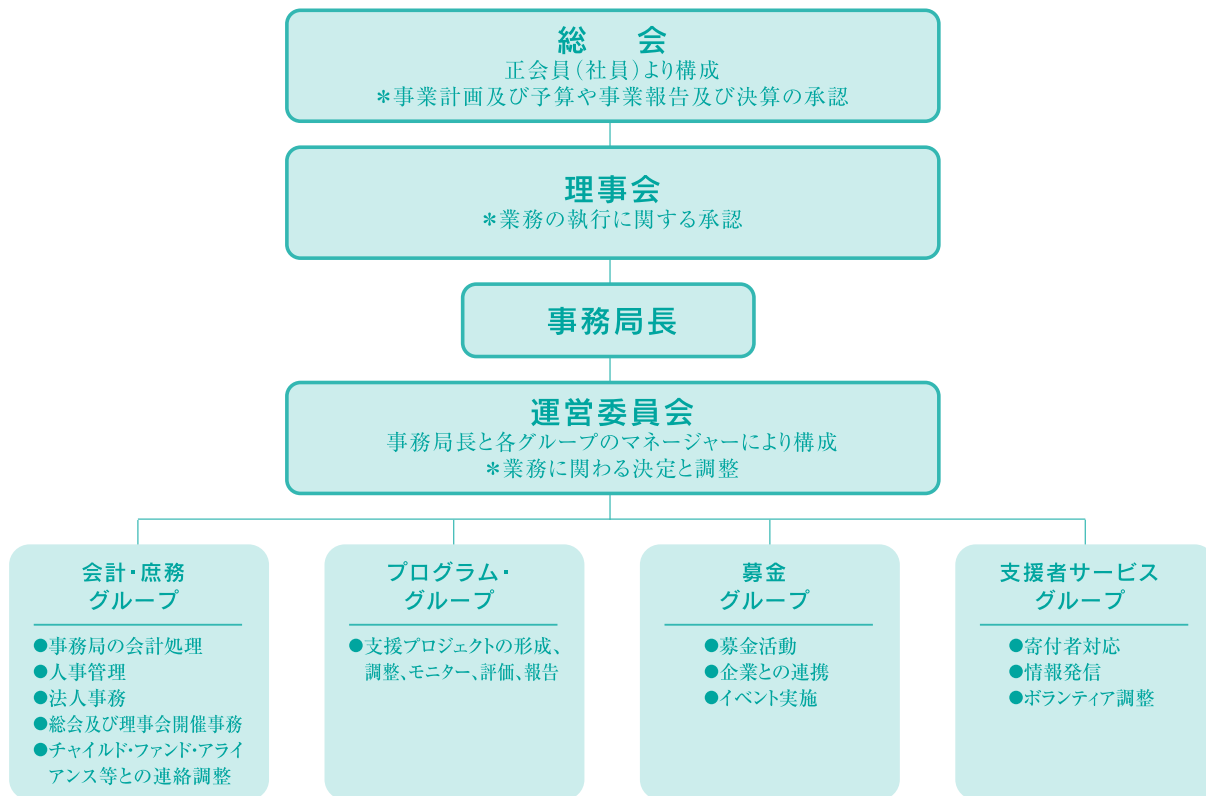 総　会
正会員(社員)より構成
＊事業計画及び予算や事業報告及び決算の承認
理事会
＊業務の執行に関する承認
事務局長
運営委員会
事務局長と各グループのマネージャーにより構成
＊業務に関わる決定と調整
会計・庶務
グループ
●事務局の会計処理
●人事管理
●法人事務
●総会及び理事会開催事務
●チャイルド・ファンド・アライ
アンス等との連絡調整
プログラム・
グループ
●支援プロジェクトの形成、
調整、モニター、評価、報告
募金
グループ
●募金活動
●企業との連携
●イベント実施
支援者サービス
グループ
●寄付者対応
●情報発信
●ボランティア調整